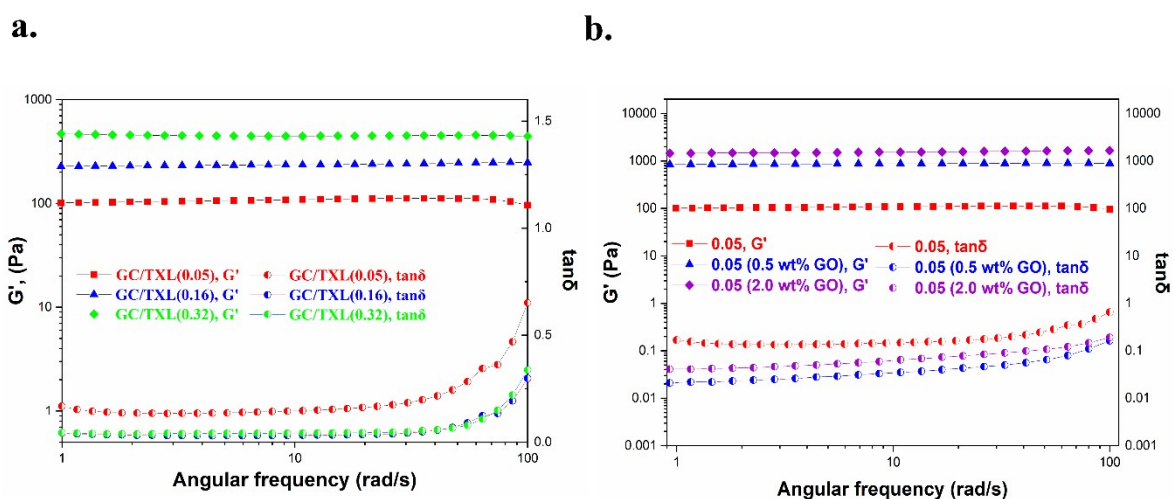 a.
1000
100
10
1
G', (Pa)
GC/TXL(0.05), G'
GC/TXL(0.16), G'
GC/TXL(0.32), G'
GC/TXL(0.05), tanδ
GC/TXL(0.16), tanδ
GC/TXL(0.32), tanδ
1.5
1.0
0.5
0.0
tanδ
1
10
100
Angular frequency (rad/s)
b.
10000
1000
100
10
1
0.1
0.01
0.001
G' (Pa)
0.05, G'
0.05 (0.5 wt% GO), G'
0.05 (2.0 wt% GO), G'
0.05, tanδ
0.05 (0.5 wt% GO), tanδ
0.05 (2.0 wt% GO), tanδ
10000
1000
100
10
1
0.1
0.01
0.001
tanδ
1
10
100
Angular frequency (rad/s)